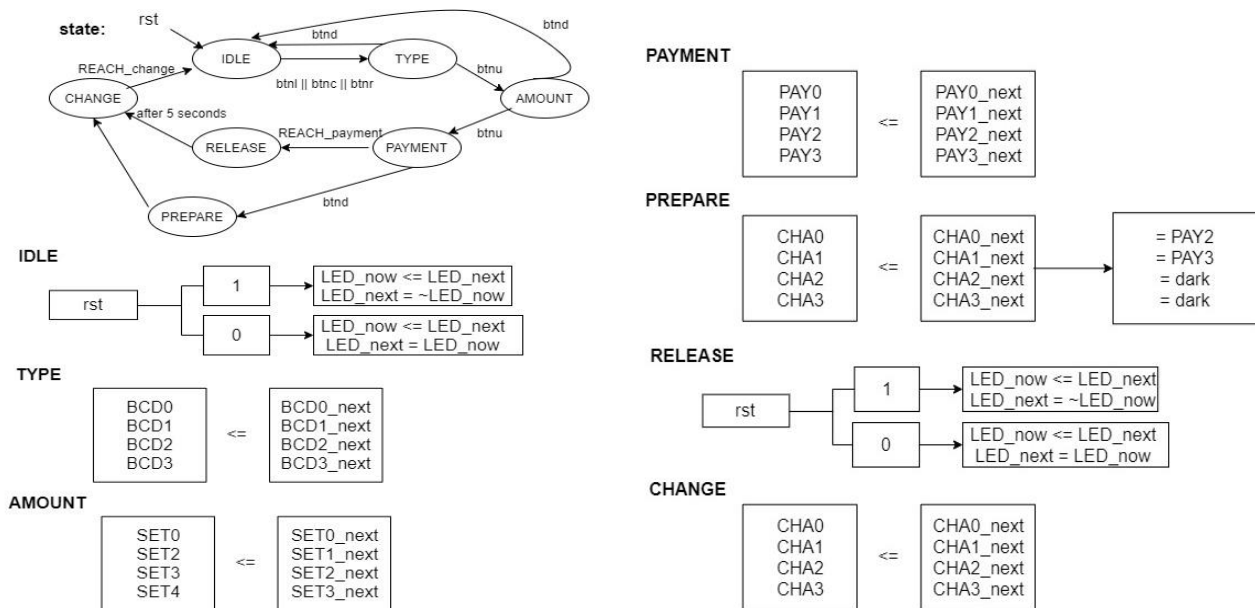 state:
rst
btnd
btnd
IDLE
TYPE
REACH_change
btnl || btnc || btnr
btnu
CHANGE
AMOUNT
after 5 seconds
REACH_payment
btnu
RELEASE
PAYMENT
btnd
PREPARE
IDLE
rst
1
LED_now <= LED_next
LED_next = ~LED_now
0
LED_now <= LED_next
LED_next = LED_now
TYPE
BCD0
BCD1
BCD2
BCD3
<=
BCD0_next
BCD1_next
BCD2_next
BCD3_next
AMOUNT
SET0
SET2
SET3
SET4
<=
SET0_next
SET1_next
SET2_next
SET3_next
PAYMENT
PAY0
PAY1
PAY2
PAY3
<=
PAY0_next
PAY1_next
PAY2_next
PAY3_next
PREPARE
CHA0
CHA1
CHA2
CHA3
<=
CHA0_next
CHA1_next
CHA2_next
CHA3_next
= PAY2
= PAY3
= dark
= dark
RELEASE
rst
1
LED_now <= LED_next
LED_next = ~LED_now
0
LED_now <= LED_next
LED_next = LED_now
CHANGE
CHA0
CHA1
CHA2
CHA3
<=
CHA0_next
CHA1_next
CHA2_next
CHA3_next